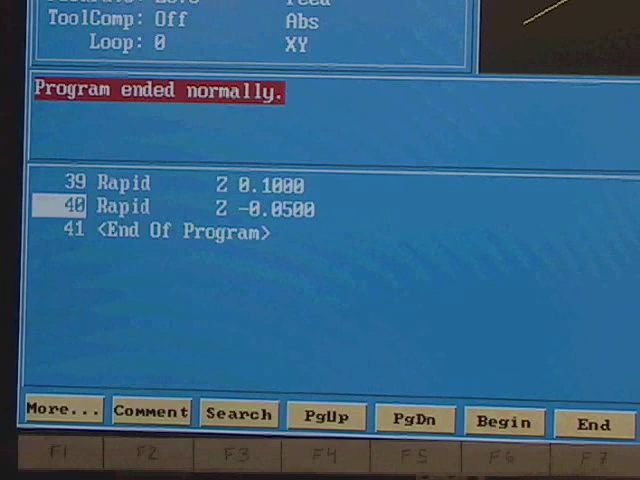 ToolComp: Off Abs
Loop: 0 XY
Program ended normally.
39 Rapid Z 0.1000
40 Rapid Z -0.0500
41 <End Of Program>
More... Comment Search PgUp PgDn Begin End
F1 F2 F3 F4 F5 F6 F7